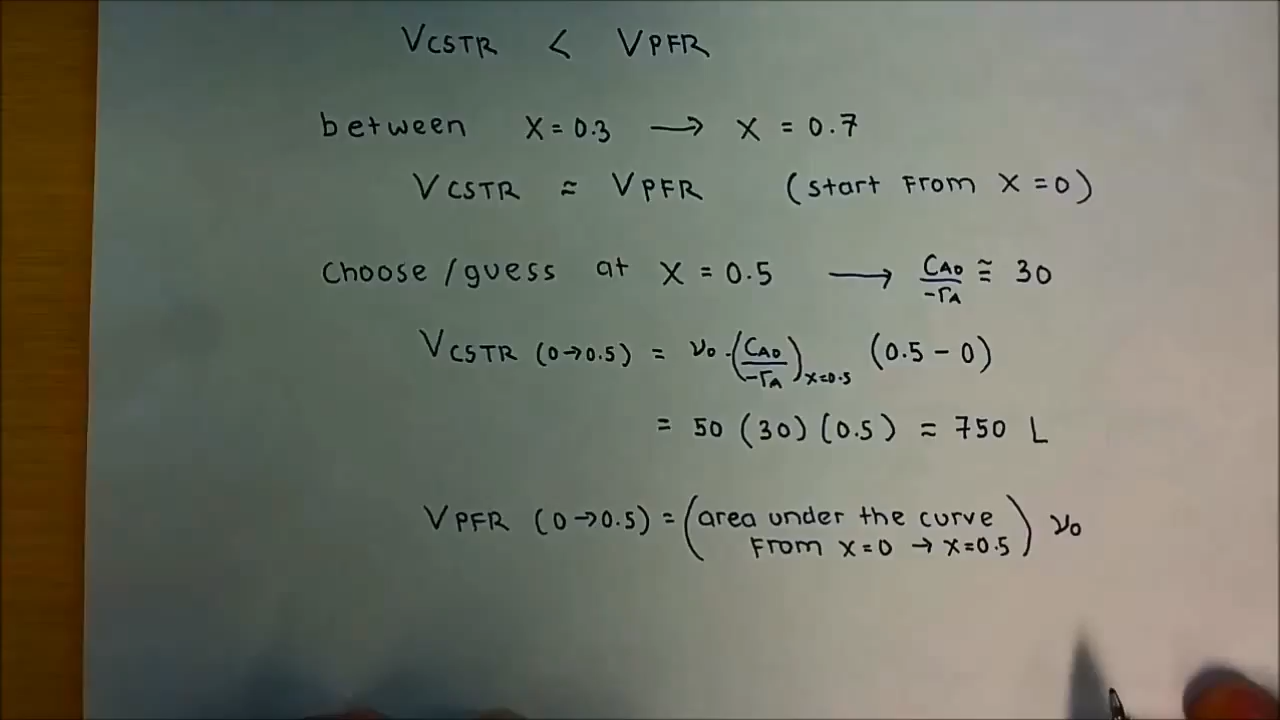 VCSTR < VPFR
between X = 0.3 → X = 0.7
VCSTR ≈ VPFR (start from X = 0)
Choose / guess at X = 0.5 → CA0/-rA ≅ 30
VCSTR (0→0.5) = ν0 · (CA0/-rA)X=0.5 (0.5 - 0)
= 50 (30) (0.5) = 750 L
VPFR (0→0.5) = (area under the curve
from X=0 → X=0.5) ν0